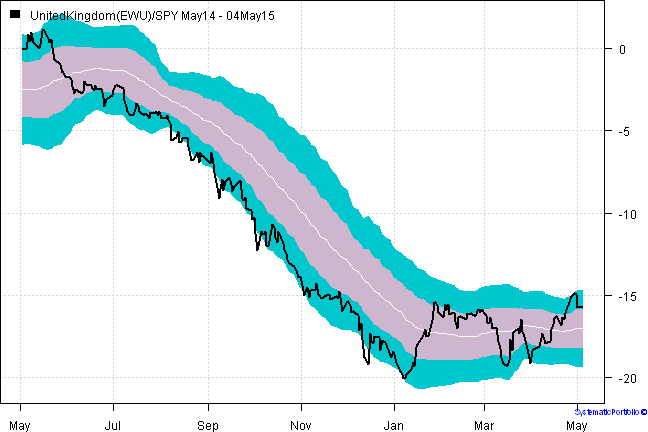 UnitedKingdom(EWU)/SPY May14 - 04May15
0
-5
-10
-15
-20
SystematicPortfolio ©
May Jul Sep Nov Jan Mar May